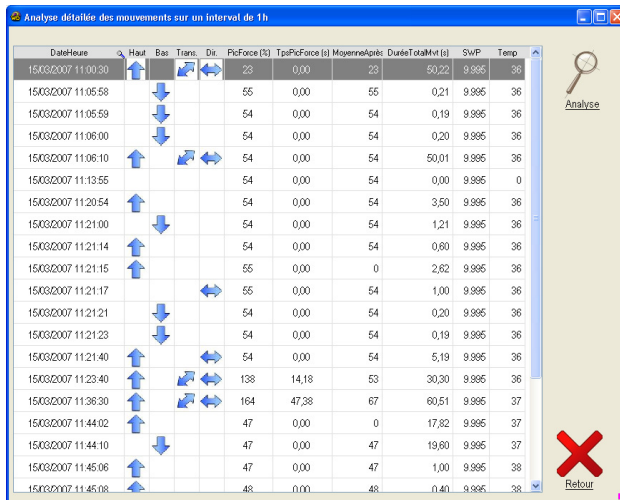 Analyse détaillée des mouvements sur un interval de 1h
DateHeure Haut Bas Trans. Dir. PicForce (%) TpsPicForce (s) MoyenneAprès DuréeTotalMvt (s) SWP Temp
15/03/2007 11:00:30 23 0,00 23 50,22 9.995 36
15/03/2007 11:05:58 55 0,00 55 0,21 9.995 36
15/03/2007 11:05:59 54 0,00 54 0,19 9.995 36
15/03/2007 11:06:00 54 0,00 54 0,20 9.995 36
15/03/2007 11:06:10 54 0,00 54 50,01 9.995 36
15/03/2007 11:13:55 54 0,00 54 0,00 9.995 0
15/03/2007 11:20:54 54 0,00 54 3,50 9.995 36
15/03/2007 11:21:00 54 0,00 54 1,21 9.995 36
15/03/2007 11:21:14 54 0,00 54 0,60 9.995 36
15/03/2007 11:21:15 55 0,00 0 2,62 9.995 36
15/03/2007 11:21:17 55 0,00 54 1,00 9.995 36
15/03/2007 11:21:21 54 0,00 54 0,20 9.995 36
15/03/2007 11:21:23 54 0,00 54 0,19 9.995 36
15/03/2007 11:21:40 54 0,00 54 5,19 9.995 36
15/03/2007 11:23:40 138 14,18 53 30,30 9.995 36
15/03/2007 11:36:30 164 47,38 67 60,51 9.995 37
15/03/2007 11:44:02 47 0,00 0 17,82 9.995 37
15/03/2007 11:44:10 47 0,00 47 19,60 9.995 37
15/03/2007 11:45:06 47 0,00 47 1,00 9.995 38
15/03/2007 11:45:08 48 0,00 48 0,40 9.995 38
Analyse
Retour